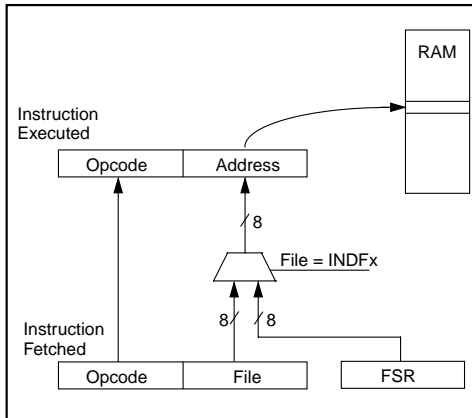 RAM
Instruction
Executed
Opcode Address
8
File = INDFx
8 8
Instruction
Fetched
Opcode File FSR